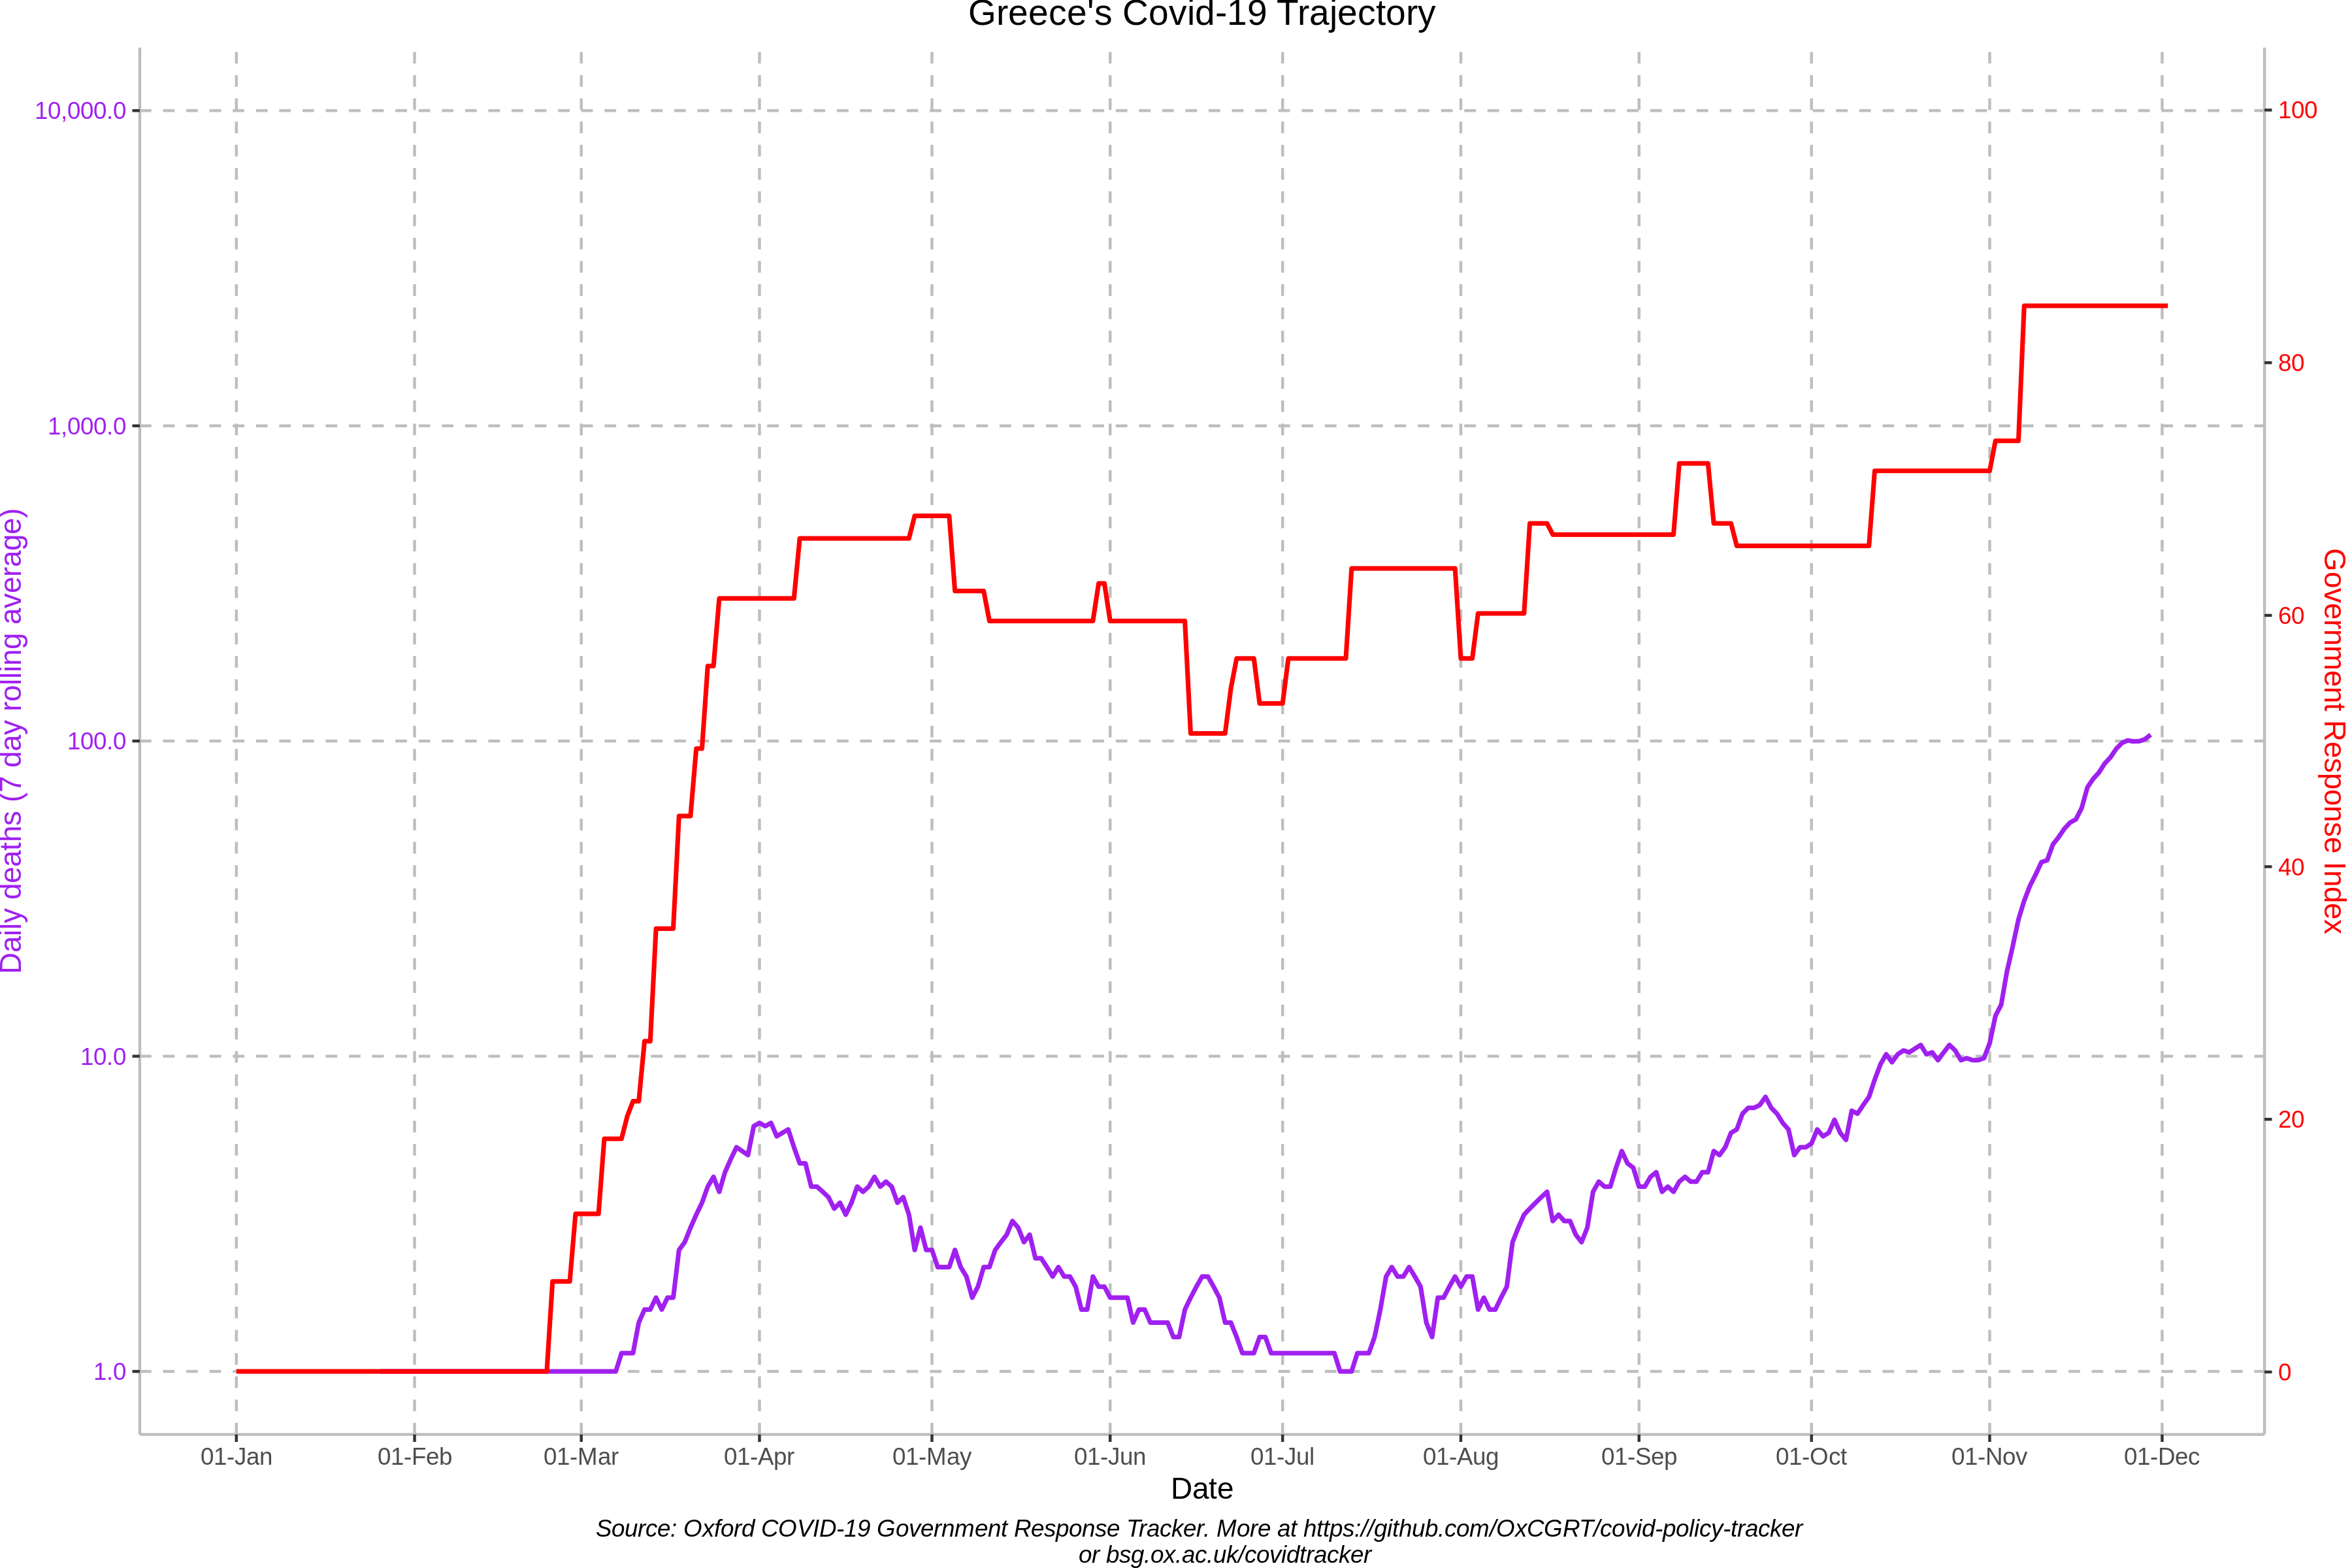 Greece's Covid-19 Trajectory
10,000.0
1,000.0
100.0
10.0
1.0
Daily deaths (7 day rolling average)
100
80
60
40
20
0
Government Response Index
01-Jan 01-Feb 01-Mar 01-Apr 01-May 01-Jun 01-Jul 01-Aug 01-Sep 01-Oct 01-Nov 01-Dec
Date
Source: Oxford COVID-19 Government Response Tracker. More at https://github.com/OxCGRT/covid-policy-tracker
or bsg.ox.ac.uk/covidtracker